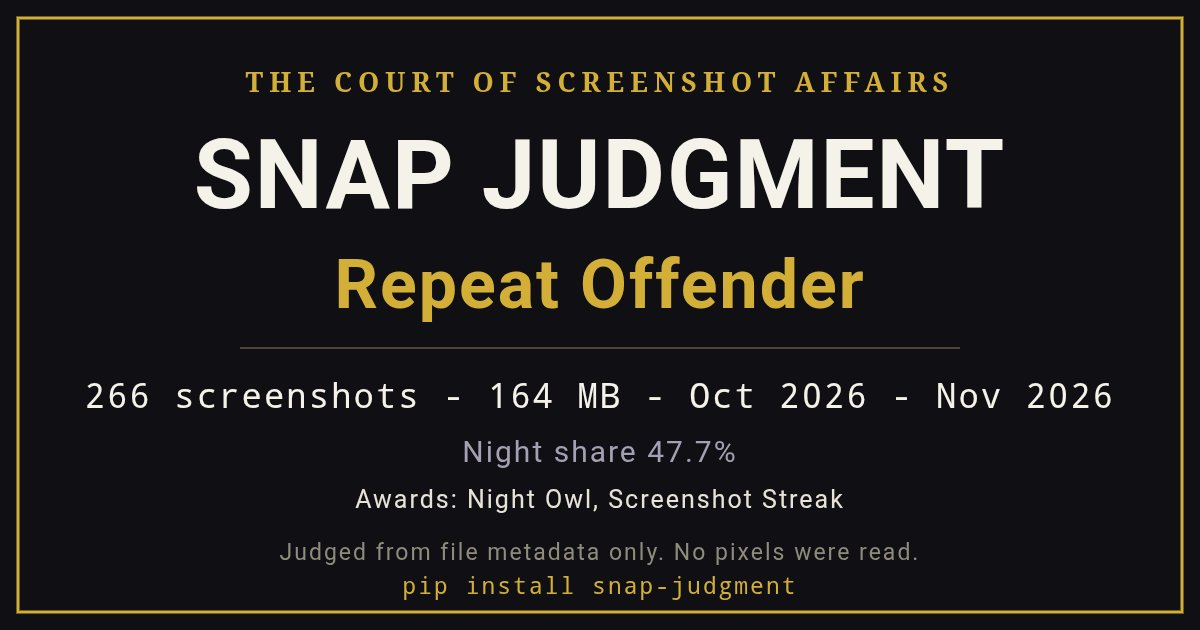 THE COURT OF SCREENSHOT AFFAIRS
SNAP JUDGMENT
Repeat Offender
266 screenshots - 164 MB - Oct 2026 - Nov 2026
Night share 47.7%
Awards: Night Owl, Screenshot Streak
Judged from file metadata only. No pixels were read.
pip install snap-judgment